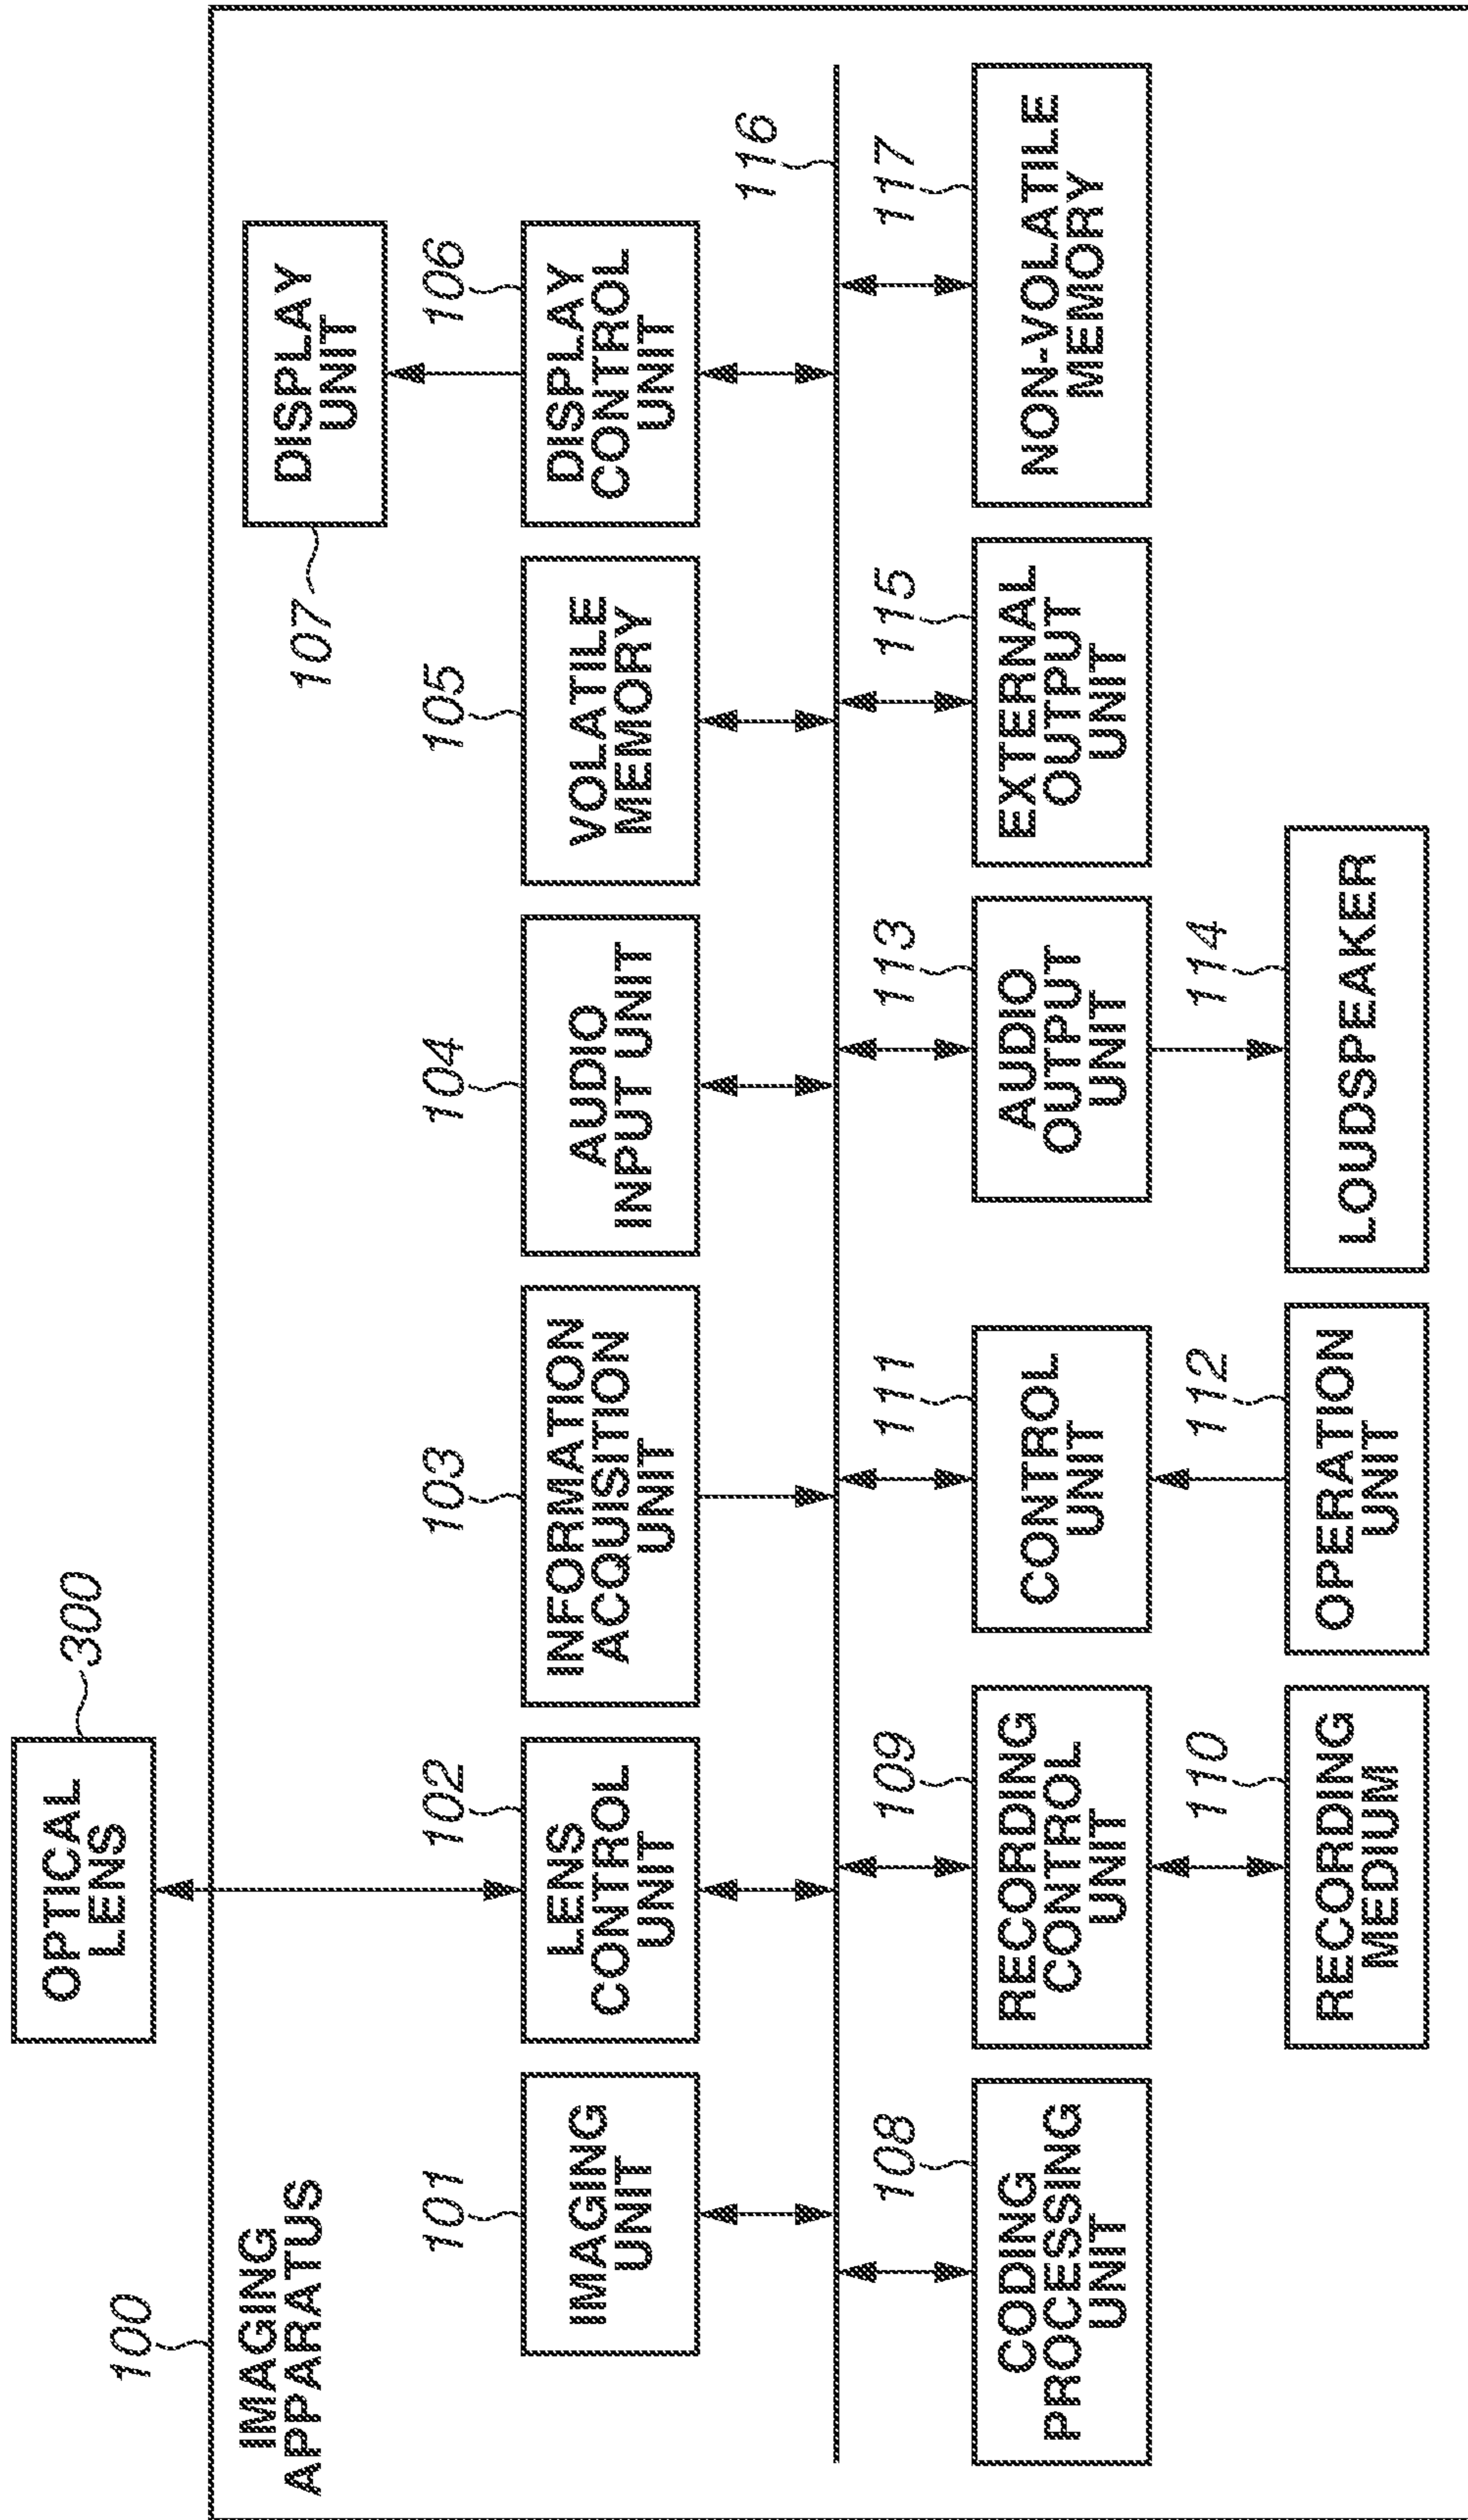 300
OPTICAL
LENS
100
IMAGING
APPARATUS
107
DISPLAY
UNIT
101
102
103
104
105
106
IMAGING
UNIT
LENS
CONTROL
UNIT
INFORMATION
ACQUISITION
UNIT
AUDIO
INPUT UNIT
VOLATILE
MEMORY
DISPLAY
CONTROL
UNIT
116
108
109
111
113
115
117
CODING
PROCESSING
UNIT
RECORDING
CONTROL
UNIT
CONTROL
UNIT
AUDIO
OUTPUT
UNIT
EXTERNAL
OUTPUT
UNIT
NON-VOLATILE
MEMORY
110
112
114
RECORDING
MEDIUM
OPERATION
UNIT
LOUDSPEAKER